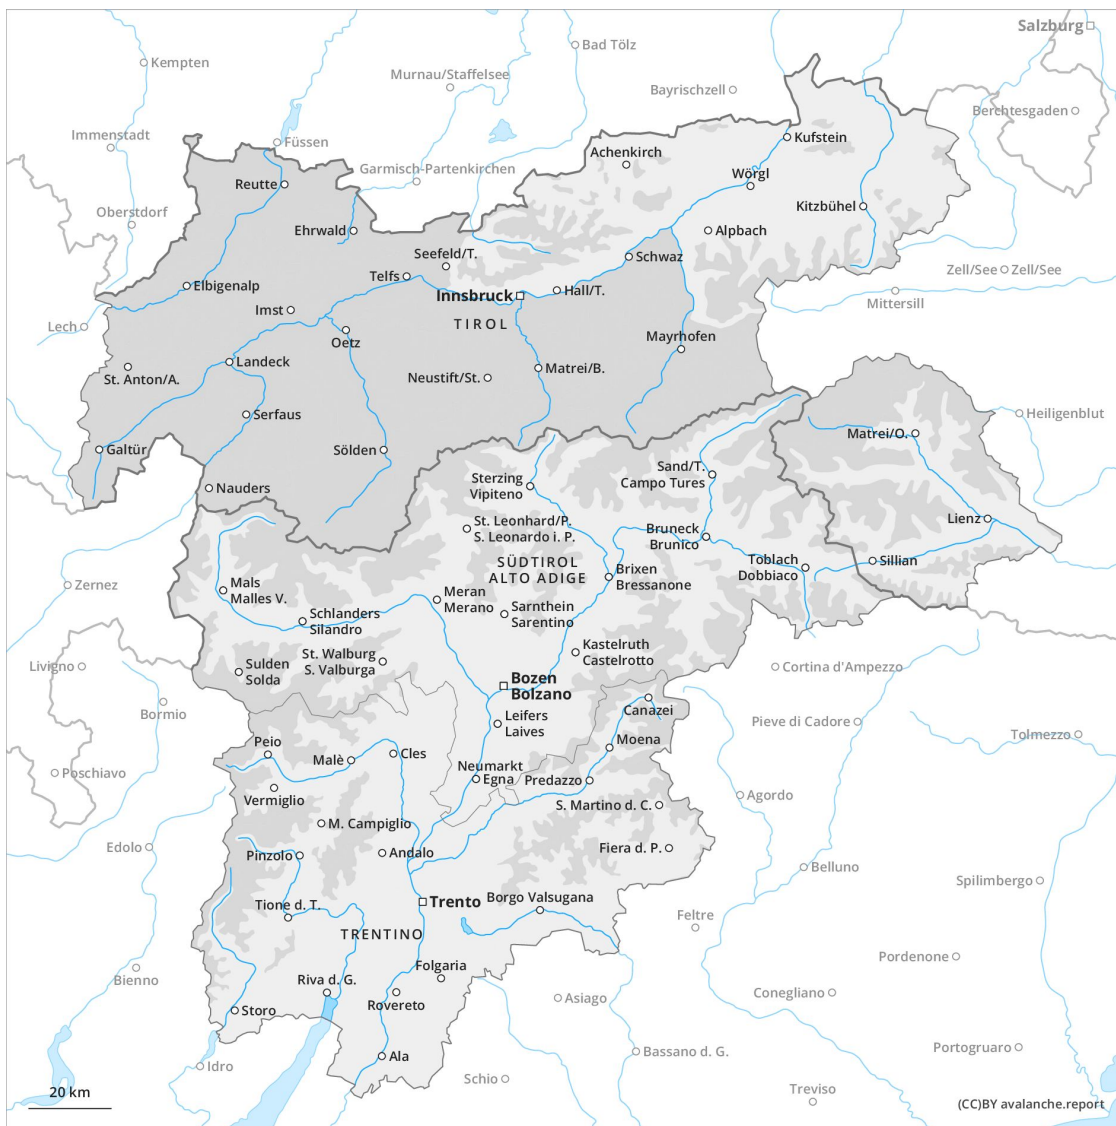 Salzburg
Bad Tölz
Kempten
Murnau/Staffelsee
Bayrischzell
Berchtesgaden
Immenstadt
Füssen
Kufstein
Achenkirch
Garmisch-Partenkirchen
Wörgl
Reutte
Kitzbühel
Oberstdorf
Ehrwald
Alpbach
Seefeld/T.
Schwaz
Telfs
Zell/See
Zell/See
Elbigenalp
Hall/T.
Innsbruck
Mittersill
Imst
TIROL
Lech
Oetz
Mayrhofen
Landeck
Matrei/B.
St. Anton/A.
Neustift/St.
Serfaus
Heiligenblut
Matrei/O.
Galtür
Sölden
Sand/T.
Campo Tures
Sterzing
Vipiteno
Nauders
Lienz
St. Leonhard/P.
S. Leonardo i. P.
Bruneck
Brunico
SÜDTIROL
ALTO ADIGE
Toblach
Dobbiaco
Sillian
Brixen
Bressanone
Zernez
Mals
Malles V.
Meran
Merano
Sarnthein
Sarentino
Schlanders
Silandro
Kastelruth
Castelrotto
St. Walburg
S. Valburga
Livigno
Sulden
Solda
Cortina d'Ampezzo
Bozen
Bolzano
Bormio
Canazei
Leifers
Laives
Pieve di Cadore
Tolmezzo
Peio
Malè
Cles
Moena
Poschiavo
Neumarkt
Egna
Predazzo
Vermiglio
Agordo
S. Martino d. C.
M. Campiglio
Edolo
Pinzolo
Andalo
Fiera d. P.
Belluno
Spilimbergo
Tione d. T.
Trento
Borgo Valsugana
Feltre
TRENTINO
Pordenone
Bienno
Folgaria
Riva d. G.
Rovereto
Asiago
Conegliano
Storo
Ala
Bassano d. G.
Portogruaro
Idro
Schio
Treviso
20 km
(CC)BY avalanche.report